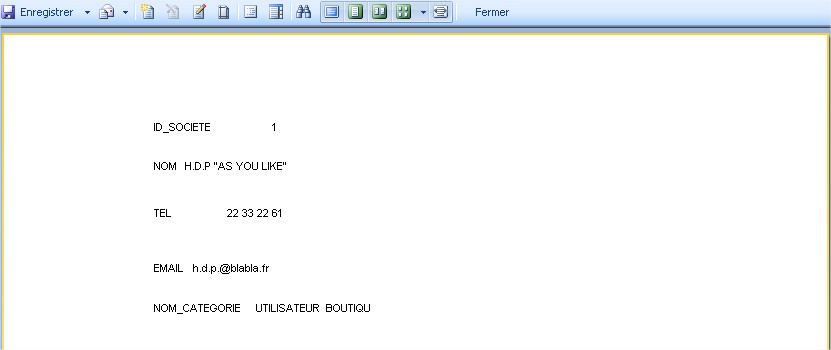 Enregistrer Fermer
ID_SOCIETE 1
NOM H.D.P "AS YOU LIKE"
TEL 22 33 22 61
EMAIL h.d.p.@blabla.fr
NOM_CATEGORIE UTILISATEUR BOUTIQU